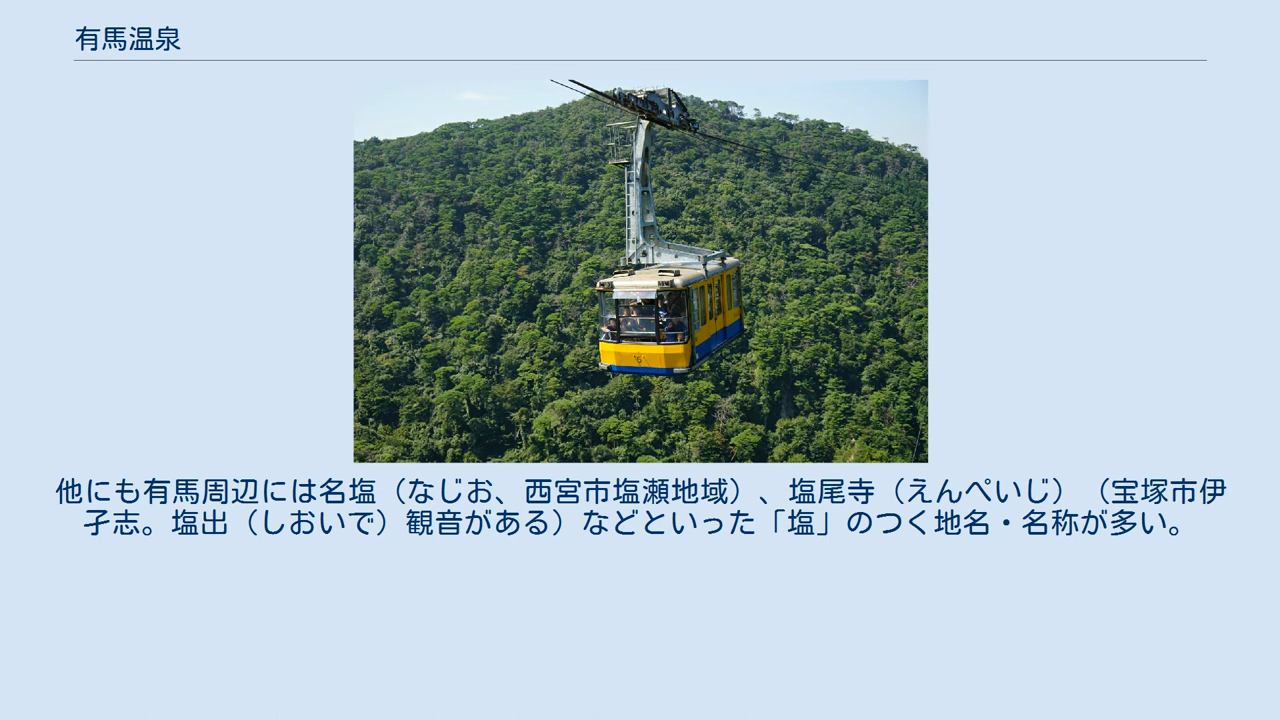 有馬温泉
他にも有馬周辺には名塩（なじお、西宮市塩瀬地域）、塩尾寺（えんぺいじ）（宝塚市伊
孑志。塩出（しおいで）観音がある）などといった「塩」のつく地名・名称が多い。